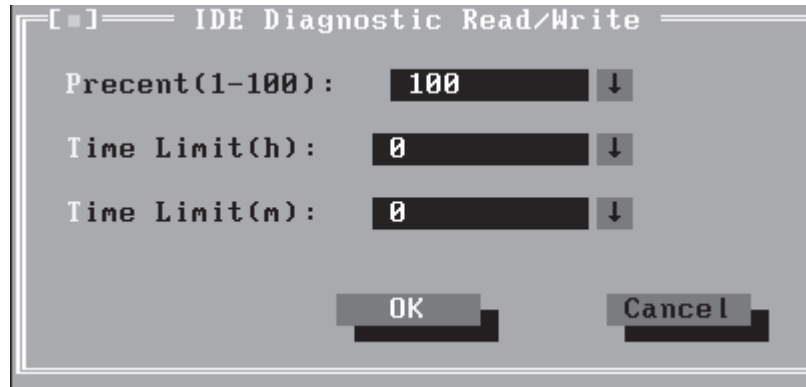 IDE Diagnostic Read/Write
Precent(1-100): 100
Time Limit(h): 0
Time Limit(m): 0
OK Cancel